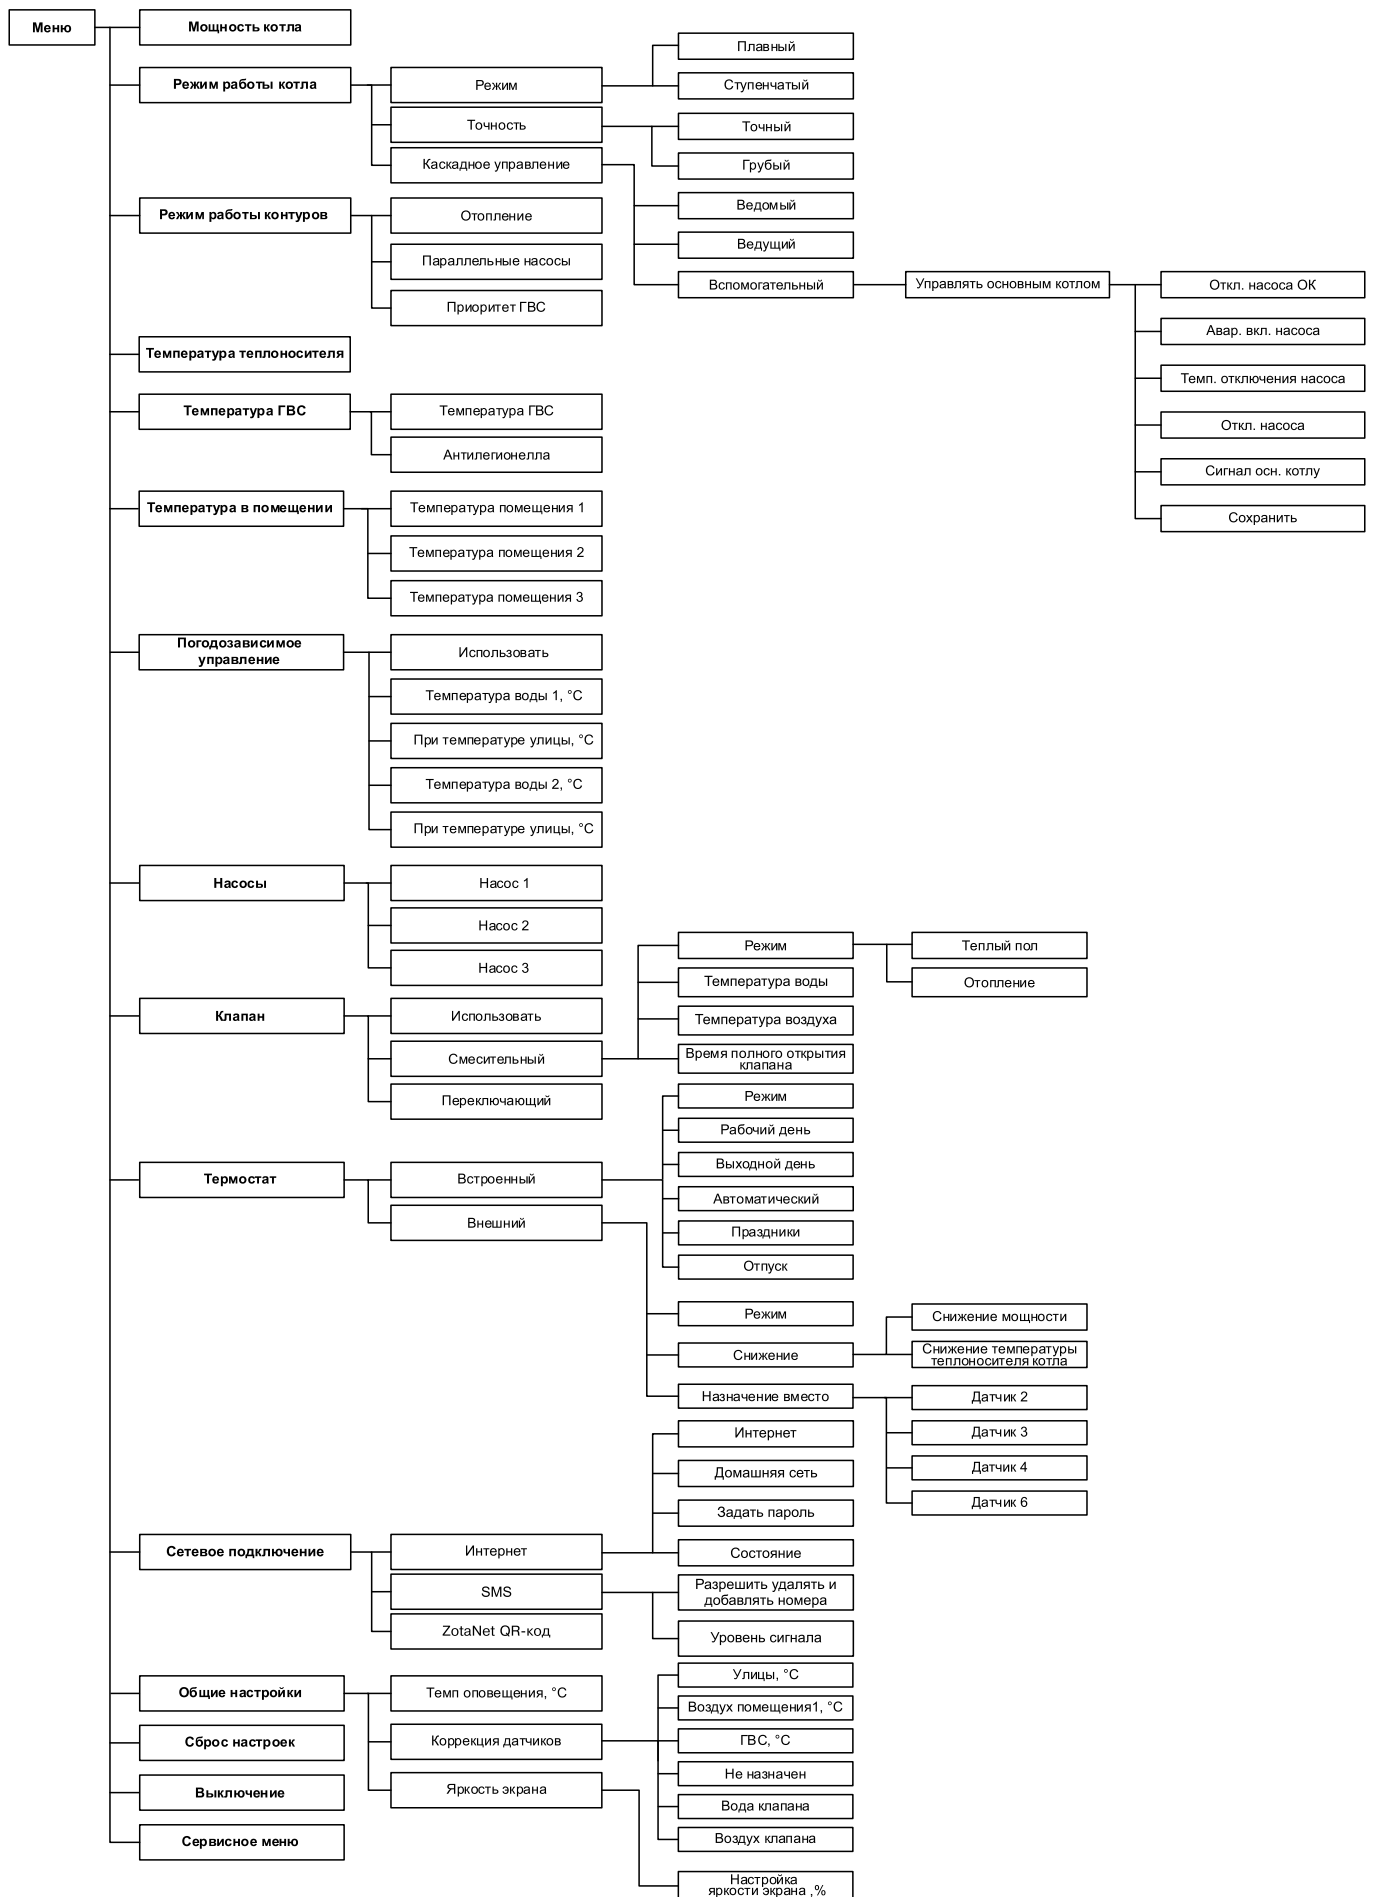 Меню
Мощность котла
Режим работы котла
Режим
Плавный
Ступенчатый
Точность
Точный
Грубый
Каскадное управление
Ведомый
Ведущий
Вспомогательный
Управлять основным котлом
Откл. насоса ОК
Авар. вкл. насоса
Темп. отключения насоса
Откл. насоса
Сигнал осн. котлу
Сохранить
Режим работы контуров
Отопление
Параллельные насосы
Приоритет ГВС
Температура теплоносителя
Температура ГВС
Температура ГВС
Антилегионелла
Температура в помещении
Температура помещения 1
Температура помещения 2
Температура помещения 3
Погодозависимое
управление
Использовать
Температура воды 1, °С
При температуре улицы, °С
Температура воды 2, °С
При температуре улицы, °С
Насосы
Насос 1
Насос 2
Насос 3
Клапан
Использовать
Смесительный
Режим
Теплый пол
Отопление
Температура воды
Температура воздуха
Время полного открытия
клапана
Переключающий
Термостат
Встроенный
Режим
Рабочий день
Выходной день
Автоматический
Праздники
Отпуск
Внешний
Режим
Снижение
Снижение мощности
Снижение температуры
теплоносителя котла
Назначение вместо
Датчик 2
Датчик 3
Датчик 4
Датчик 6
Сетевое подключение
Интернет
Интернет
Домашняя сеть
Задать пароль
Состояние
SMS
Разрешить удалять и
добавлять номера
Уровень сигнала
ZotaNet QR-код
Общие настройки
Темп оповещения, °С
Коррекция датчиков
Улицы, °С
Воздух помещения1, °С
ГВС, °С
Не назначен
Вода клапана
Воздух клапана
Яркость экрана
Настройка
яркости экрана ,%
Сброс настроек
Выключение
Сервисное меню